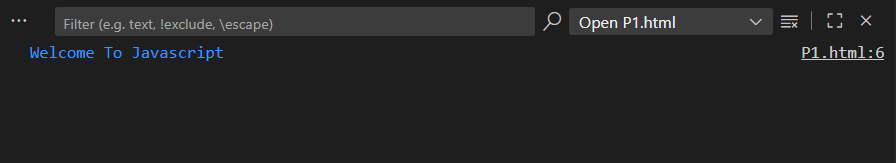 Filter (e.g. text, !exclude, \escape)
Open P1.html
Welcome To Javascript
P1.html:6